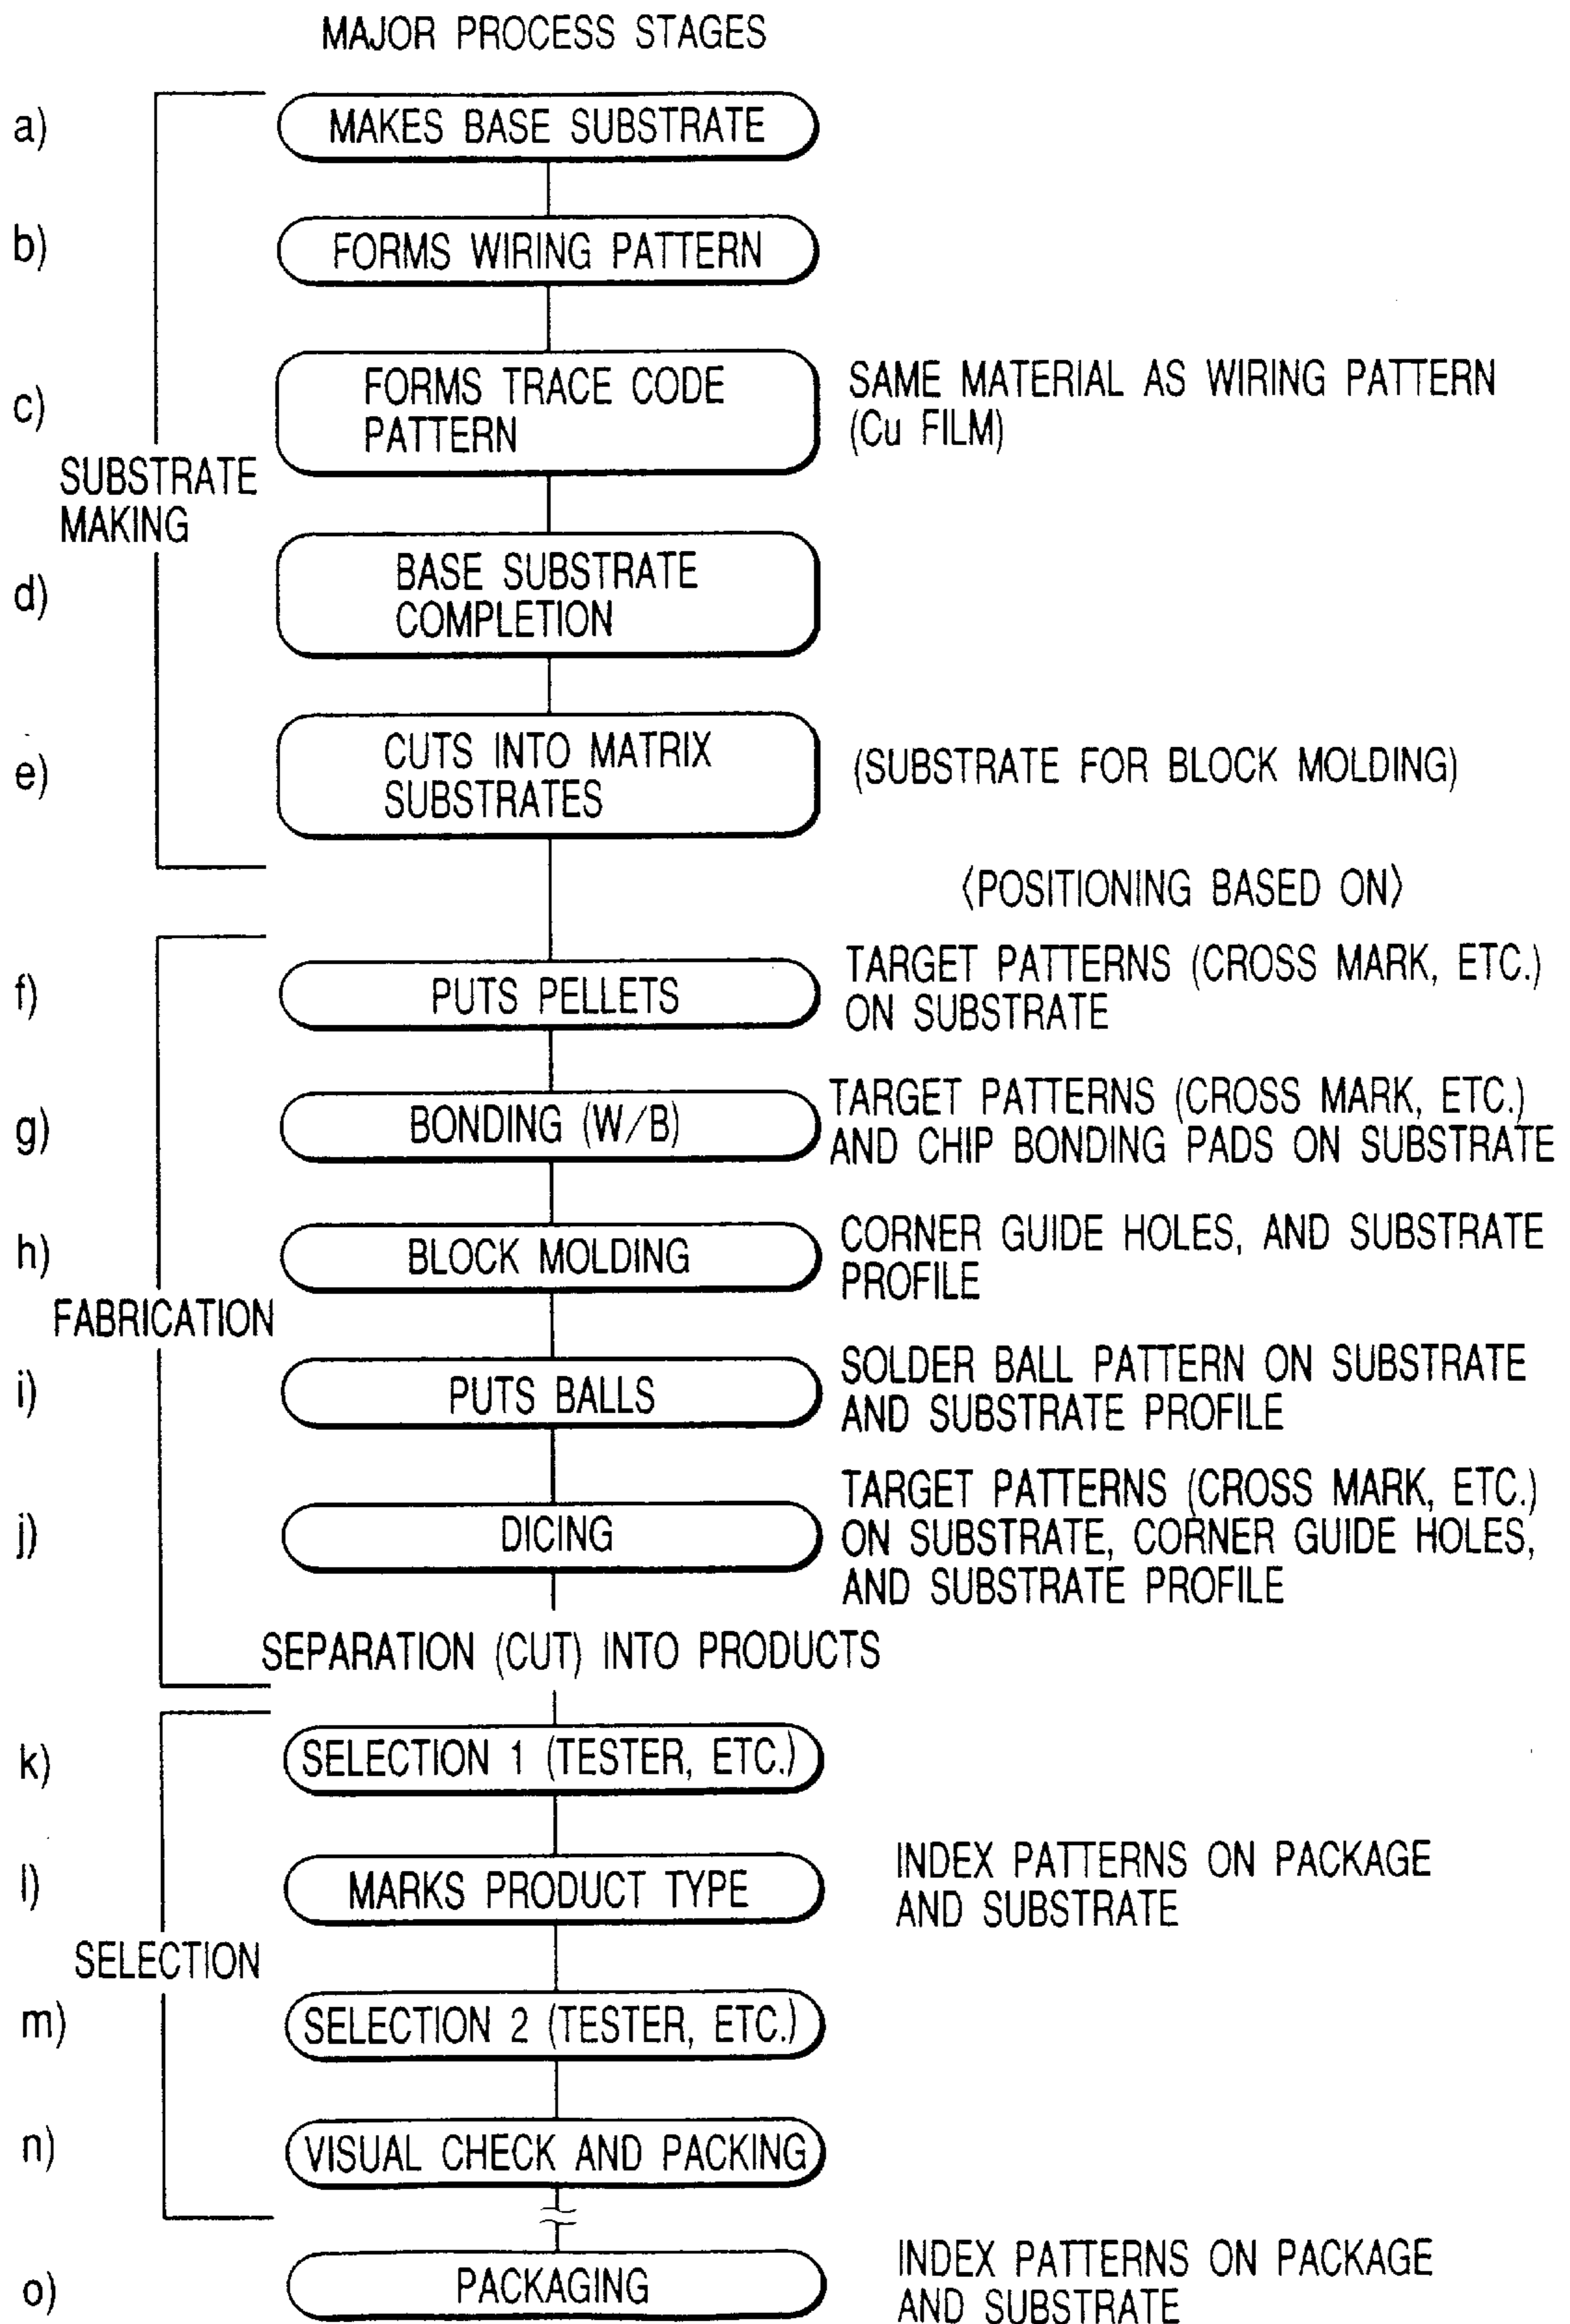 MAJOR PROCESS STAGES
a)
MAKES BASE SUBSTRATE
b)
FORMS WIRING PATTERN
c)
FORMS TRACE CODE
PATTERN
SAME MATERIAL AS WIRING PATTERN
(Cu FILM)
SUBSTRATE
MAKING
d)
BASE SUBSTRATE
COMPLETION
e)
CUTS INTO MATRIX
SUBSTRATES
(SUBSTRATE FOR BLOCK MOLDING)
〈POSITIONING BASED ON〉
f)
PUTS PELLETS
TARGET PATTERNS (CROSS MARK, ETC.)
ON SUBSTRATE
g)
BONDING (W/B)
TARGET PATTERNS (CROSS MARK, ETC.)
AND CHIP BONDING PADS ON SUBSTRATE
h)
BLOCK MOLDING
CORNER GUIDE HOLES, AND SUBSTRATE
PROFILE
FABRICATION
i)
PUTS BALLS
SOLDER BALL PATTERN ON SUBSTRATE
AND SUBSTRATE PROFILE
j)
DICING
TARGET PATTERNS (CROSS MARK, ETC.)
ON SUBSTRATE, CORNER GUIDE HOLES,
AND SUBSTRATE PROFILE
SEPARATION (CUT) INTO PRODUCTS
k)
SELECTION 1 (TESTER, ETC.)
l)
MARKS PRODUCT TYPE
INDEX PATTERNS ON PACKAGE
AND SUBSTRATE
SELECTION
m)
SELECTION 2 (TESTER, ETC.)
n)
VISUAL CHECK AND PACKING
o)
PACKAGING
INDEX PATTERNS ON PACKAGE
AND SUBSTRATE